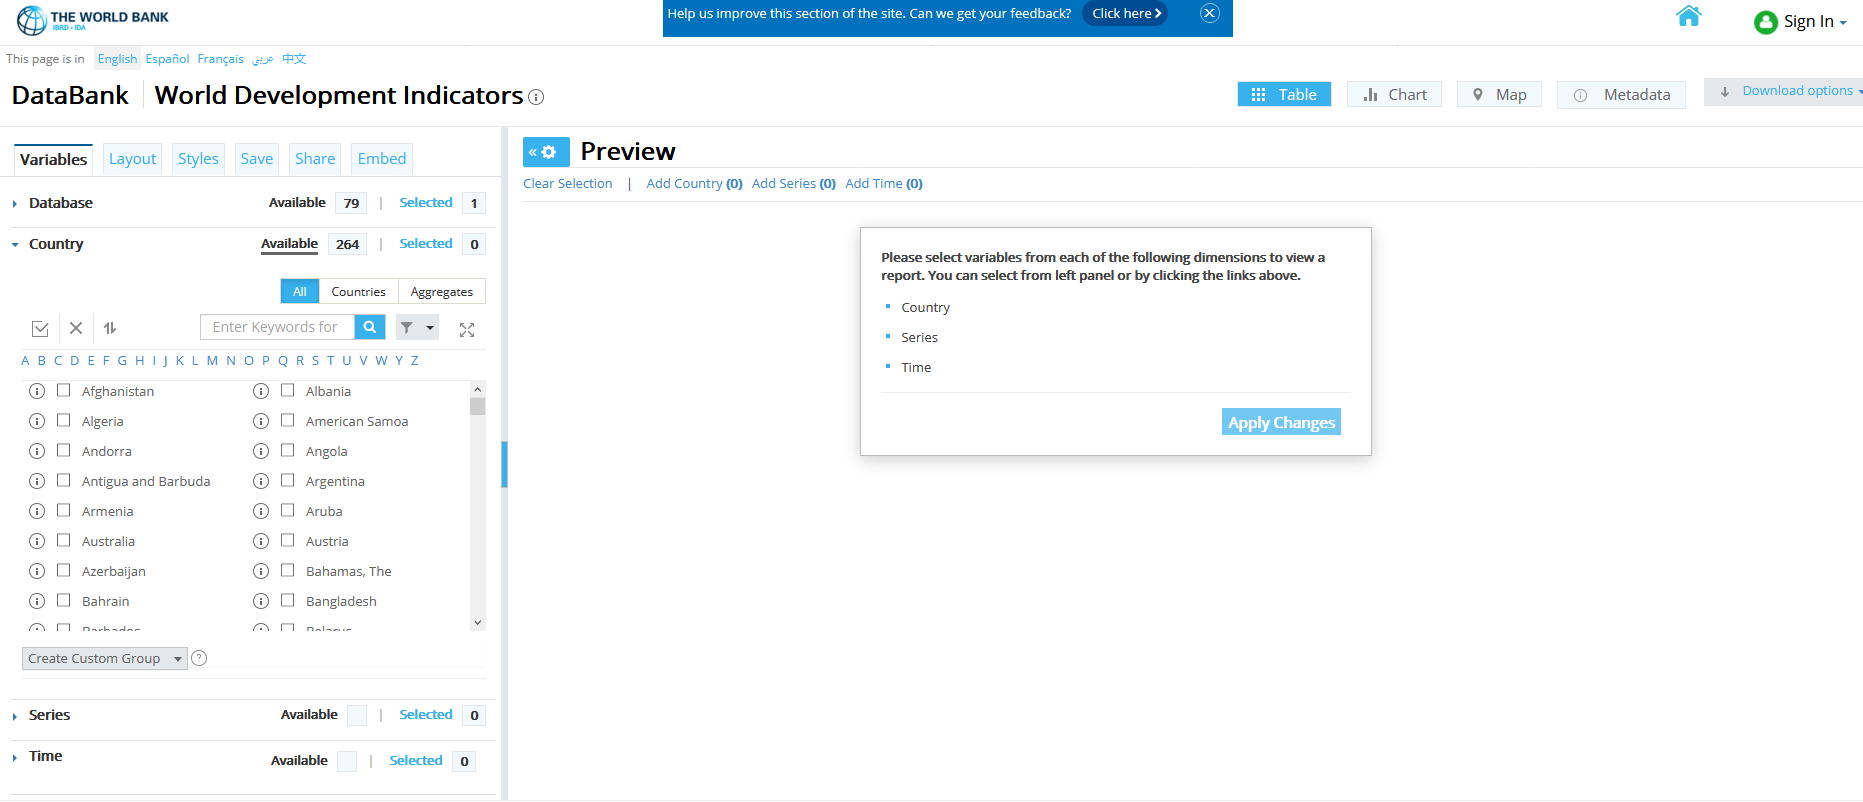 THE WORLD BANK
IBRD • IDA
Help us improve this section of the site. Can we get your feedback? Click here
Sign In
This page is in English Español Français عربي 中文
DataBank World Development Indicators
Table Chart Map Metadata Download options
Variables Layout Styles Save Share Embed
Database Available 79 | Selected 1
Country Available 264 | Selected 0
All Countries Aggregates
Enter Keywords for
A B C D E F G H I J K L M N O P Q R S T U V W Y Z
Afghanistan Albania
Algeria American Samoa
Andorra Angola
Antigua and Barbuda Argentina
Armenia Aruba
Australia Austria
Azerbaijan Bahamas, The
Bahrain Bangladesh
Barbados Belarus
Create Custom Group ?
Series Available | Selected 0
Time Available | Selected 0
« Preview
Clear Selection | Add Country (0) Add Series (0) Add Time (0)
Please select variables from each of the following dimensions to view a
report. You can select from left panel or by clicking the links above.
Country
Series
Time
Apply Changes